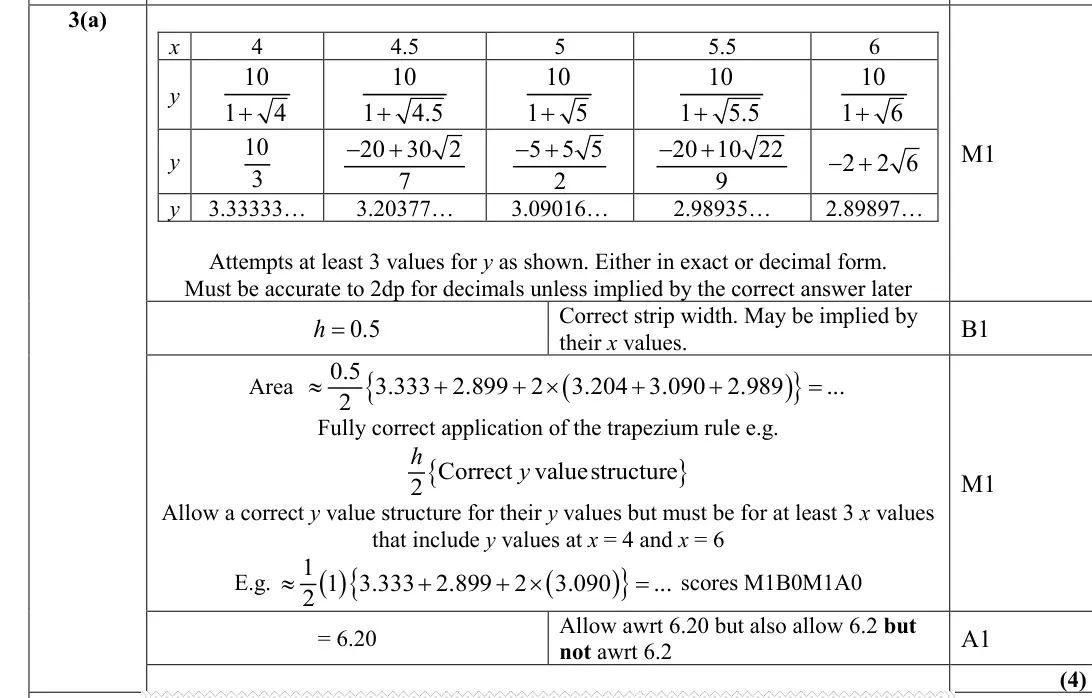 3(a)
x 4 4.5 5 5.5 6
y 10/(1+√4) 10/(1+√4.5) 10/(1+√5) 10/(1+√5.5) 10/(1+√6)
y 10/3 (−20+30√2)/7 (−5+5√5)/2 (−20+10√22)/9 −2+2√6
y 3.33333… 3.20377… 3.09016… 2.98935… 2.89897…
M1
Attempts at least 3 values for y as shown. Either in exact or decimal form.
Must be accurate to 2dp for decimals unless implied by the correct answer later
h = 0.5
Correct strip width. May be implied by
their x values.
B1
Area ≈ 0.5/2 {3.333+2.899+2×(3.204+3.090+2.989)} = ...
Fully correct application of the trapezium rule e.g.
h/2 {Correct y value structure}
M1
Allow a correct y value structure for their y values but must be for at least 3 x values
that include y values at x = 4 and x = 6
E.g. ≈ 1/2 (1){3.333+2.899+2×(3.090)} = ... scores M1B0M1A0
= 6.20
Allow awrt 6.20 but also allow 6.2 but
not awrt 6.2
A1
(4)